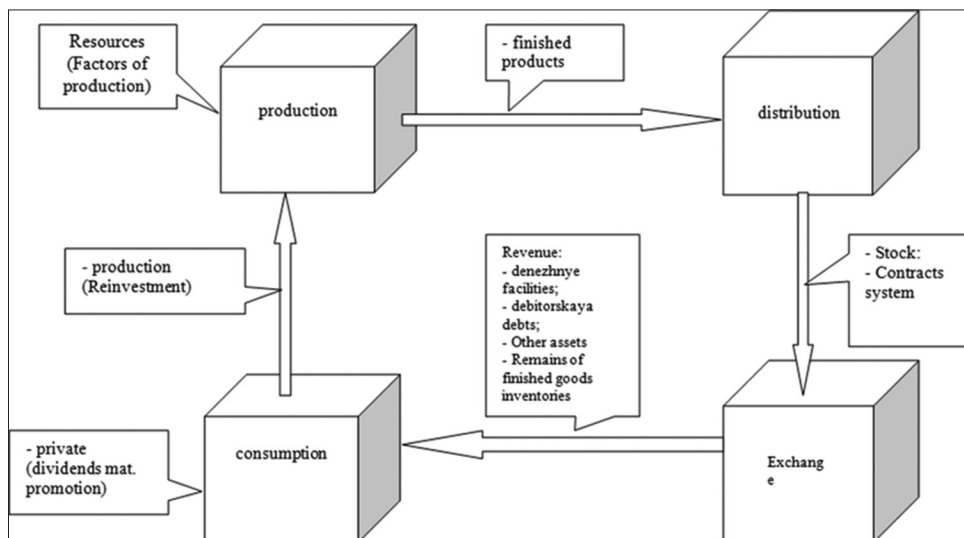 Resources
(Factors of
production)
production
- finished
products
distribution
- production
(Reinvestment)
Revenue:
- denezhnye
facilities;
- debitorskaya
debts;
- Other assets
- Remains of
finished goods
inventories
- Stock:
- Contracts
system
- private
(dividends mat.
promotion)
consumption
Exchang
e